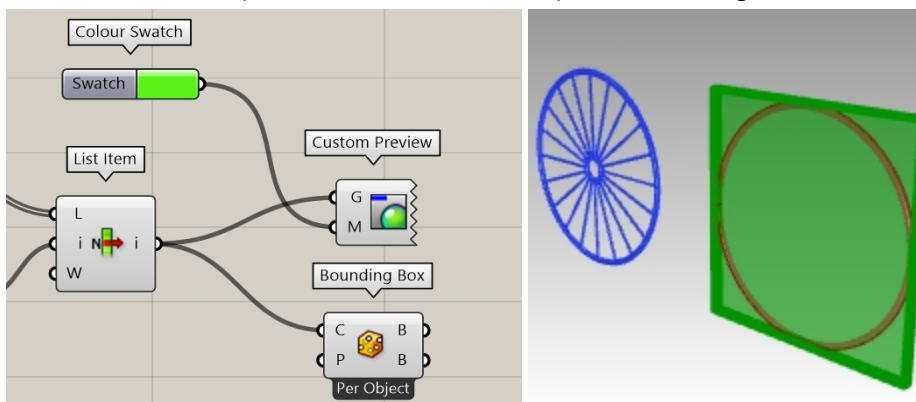 Colour Swatch
Swatch
List Item
L
i N i
W
Custom Preview
G
M
Bounding Box
C B
P B
Per Object